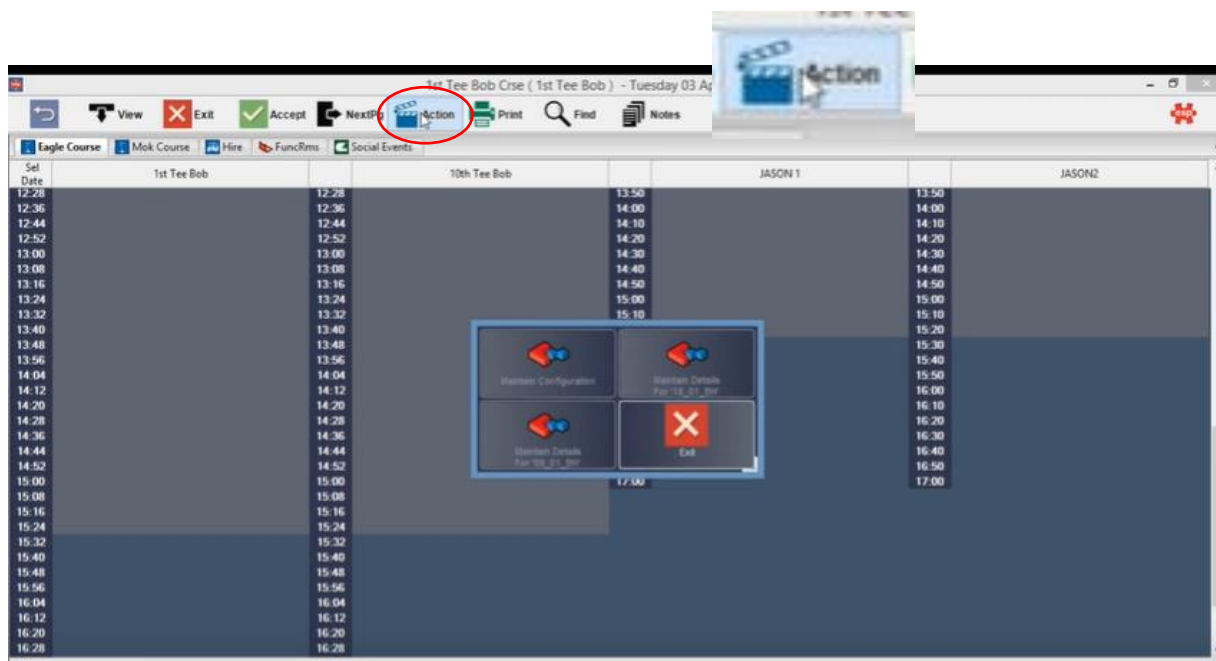 1st Tee
Action
1st Tee Bob Crse ( 1st Tee Bob ) - Tuesday 03 Ap
View Exit Accept NextPg Action Print Find Notes
esp
Eagle Course Mok Course Hire FuncRms Social Events
Sel Date 1st Tee Bob 10th Tee Bob JASON 1 JASON2
12:28 12:28 13:50 13:50
12:36 12:36 14:00 14:00
12:44 12:44 14:10 14:10
12:52 12:52 14:20 14:20
13:00 13:00 14:30 14:30
13:08 13:08 14:40 14:40
13:16 13:16 14:50 14:50
13:24 13:24 15:00 15:00
13:32 13:32 15:10 15:10
13:40 13:40 15:20
13:48 13:48 15:30
13:56 13:56 15:40
14:04 14:04 Maintain Configuration Maintain Details 15:50
14:12 14:12 For '18_01_BH' 16:00
14:20 14:20 16:10
14:28 14:28 16:20
14:36 14:36 16:30
14:44 14:44 Maintain Details Exit 16:40
14:52 14:52 For '09_01_BH' 16:50
15:00 15:00 17:00 17:00
15:08 15:08
15:16 15:16
15:24 15:24
15:32 15:32
15:40 15:40
15:48 15:48
15:56 15:56
16:04 16:04
16:12 16:12
16:20 16:20
16:28 16:28